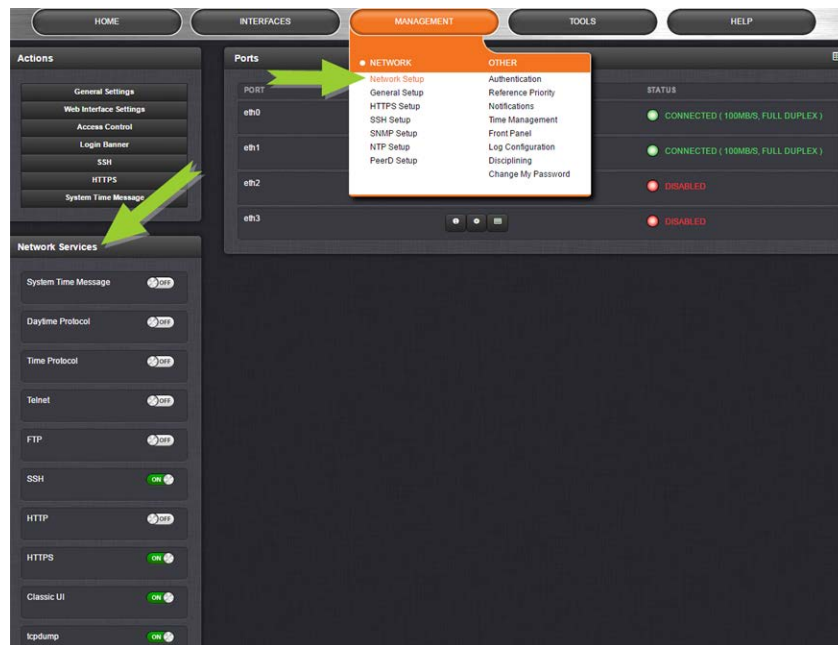 HOME
INTERFACES
MANAGEMENT
TOOLS
HELP
NETWORK
Network Setup
General Setup
HTTPS Setup
SSH Setup
SNMP Setup
NTP Setup
PeerD Setup
OTHER
Authentication
Reference Priority
Notifications
Time Management
Front Panel
Log Configuration
Disciplining
Change My Password
Actions
General Settings
Web Interface Settings
Access Control
Login Banner
SSH
HTTPS
System Time Message
Ports
PORT
STATUS
eth0
CONNECTED ( 100MB/S, FULL DUPLEX )
eth1
CONNECTED ( 100MB/S, FULL DUPLEX )
eth2
DISABLED
eth3
DISABLED
Network Services
System Time Message OFF
Daytime Protocol OFF
Time Protocol OFF
Telnet OFF
FTP OFF
SSH ON
HTTP OFF
HTTPS ON
Classic UI ON
tcpdump ON